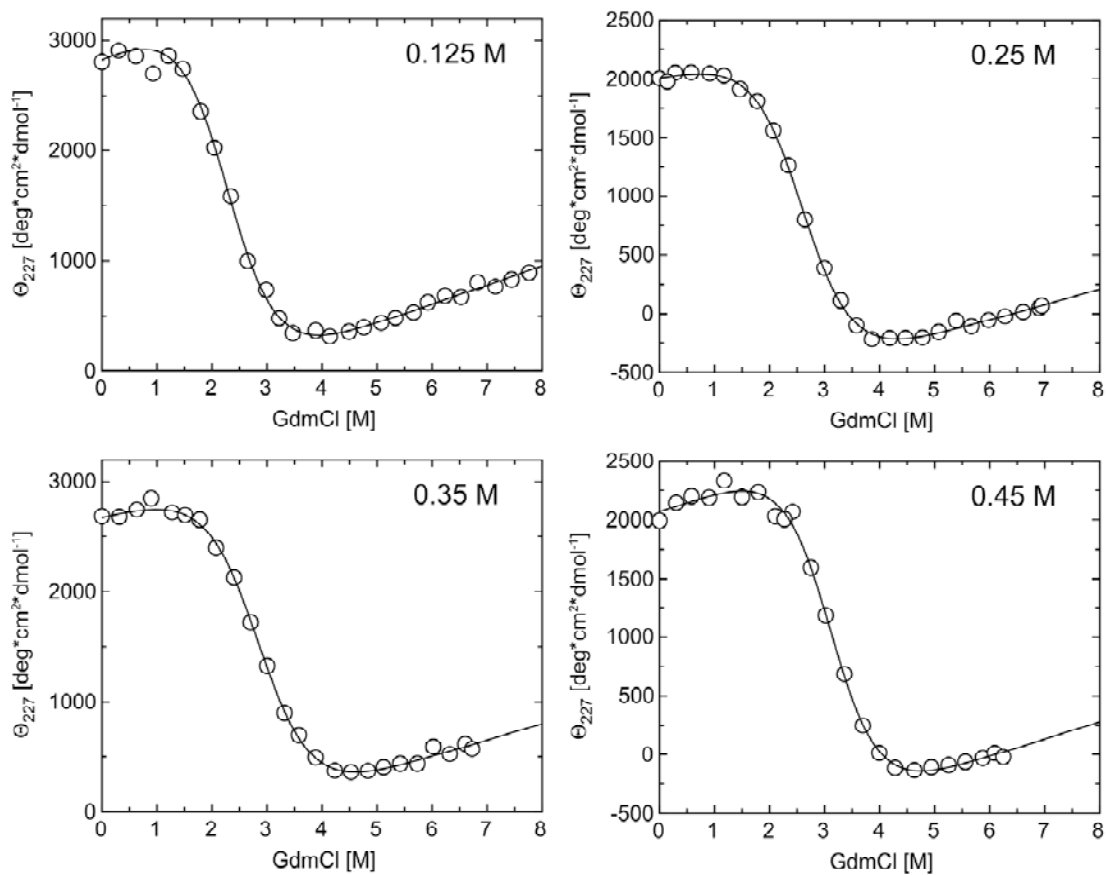 0.125 M
3000
2000
1000
0
Θ227 [deg*cm²*dmol⁻¹]
0 1 2 3 4 5 6 7 8
GdmCl [M]
0.25 M
2500
2000
1500
1000
500
0
-500
Θ227 [deg*cm²*dmol⁻¹]
0 1 2 3 4 5 6 7 8
GdmCl [M]
0.35 M
3000
2000
1000
0
Θ227 [deg*cm²*dmol⁻¹]
0 1 2 3 4 5 6 7 8
GdmCl [M]
0.45 M
2500
2000
1500
1000
500
0
-500
Θ227 [deg*cm²*dmol⁻¹]
0 1 2 3 4 5 6 7 8
GdmCl [M]